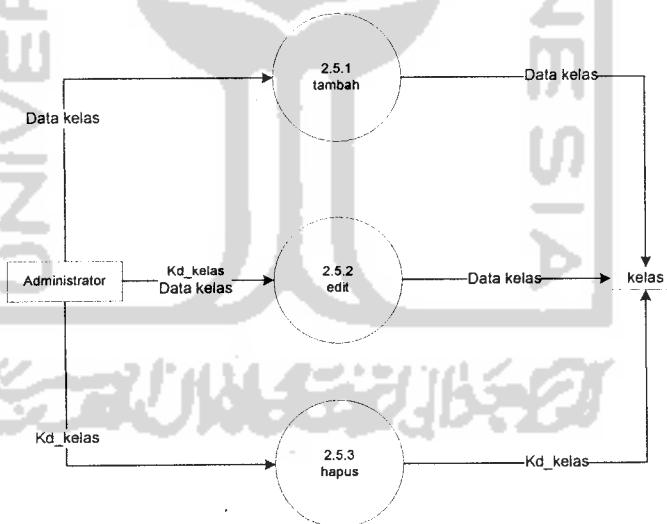 2.5.1
tambah
Data kelas
Data kelas
Administrator
Kd_kelas
Data kelas
2.5.2
edit
Data kelas
kelas
Kd_kelas
2.5.3
hapus
Kd_kelas